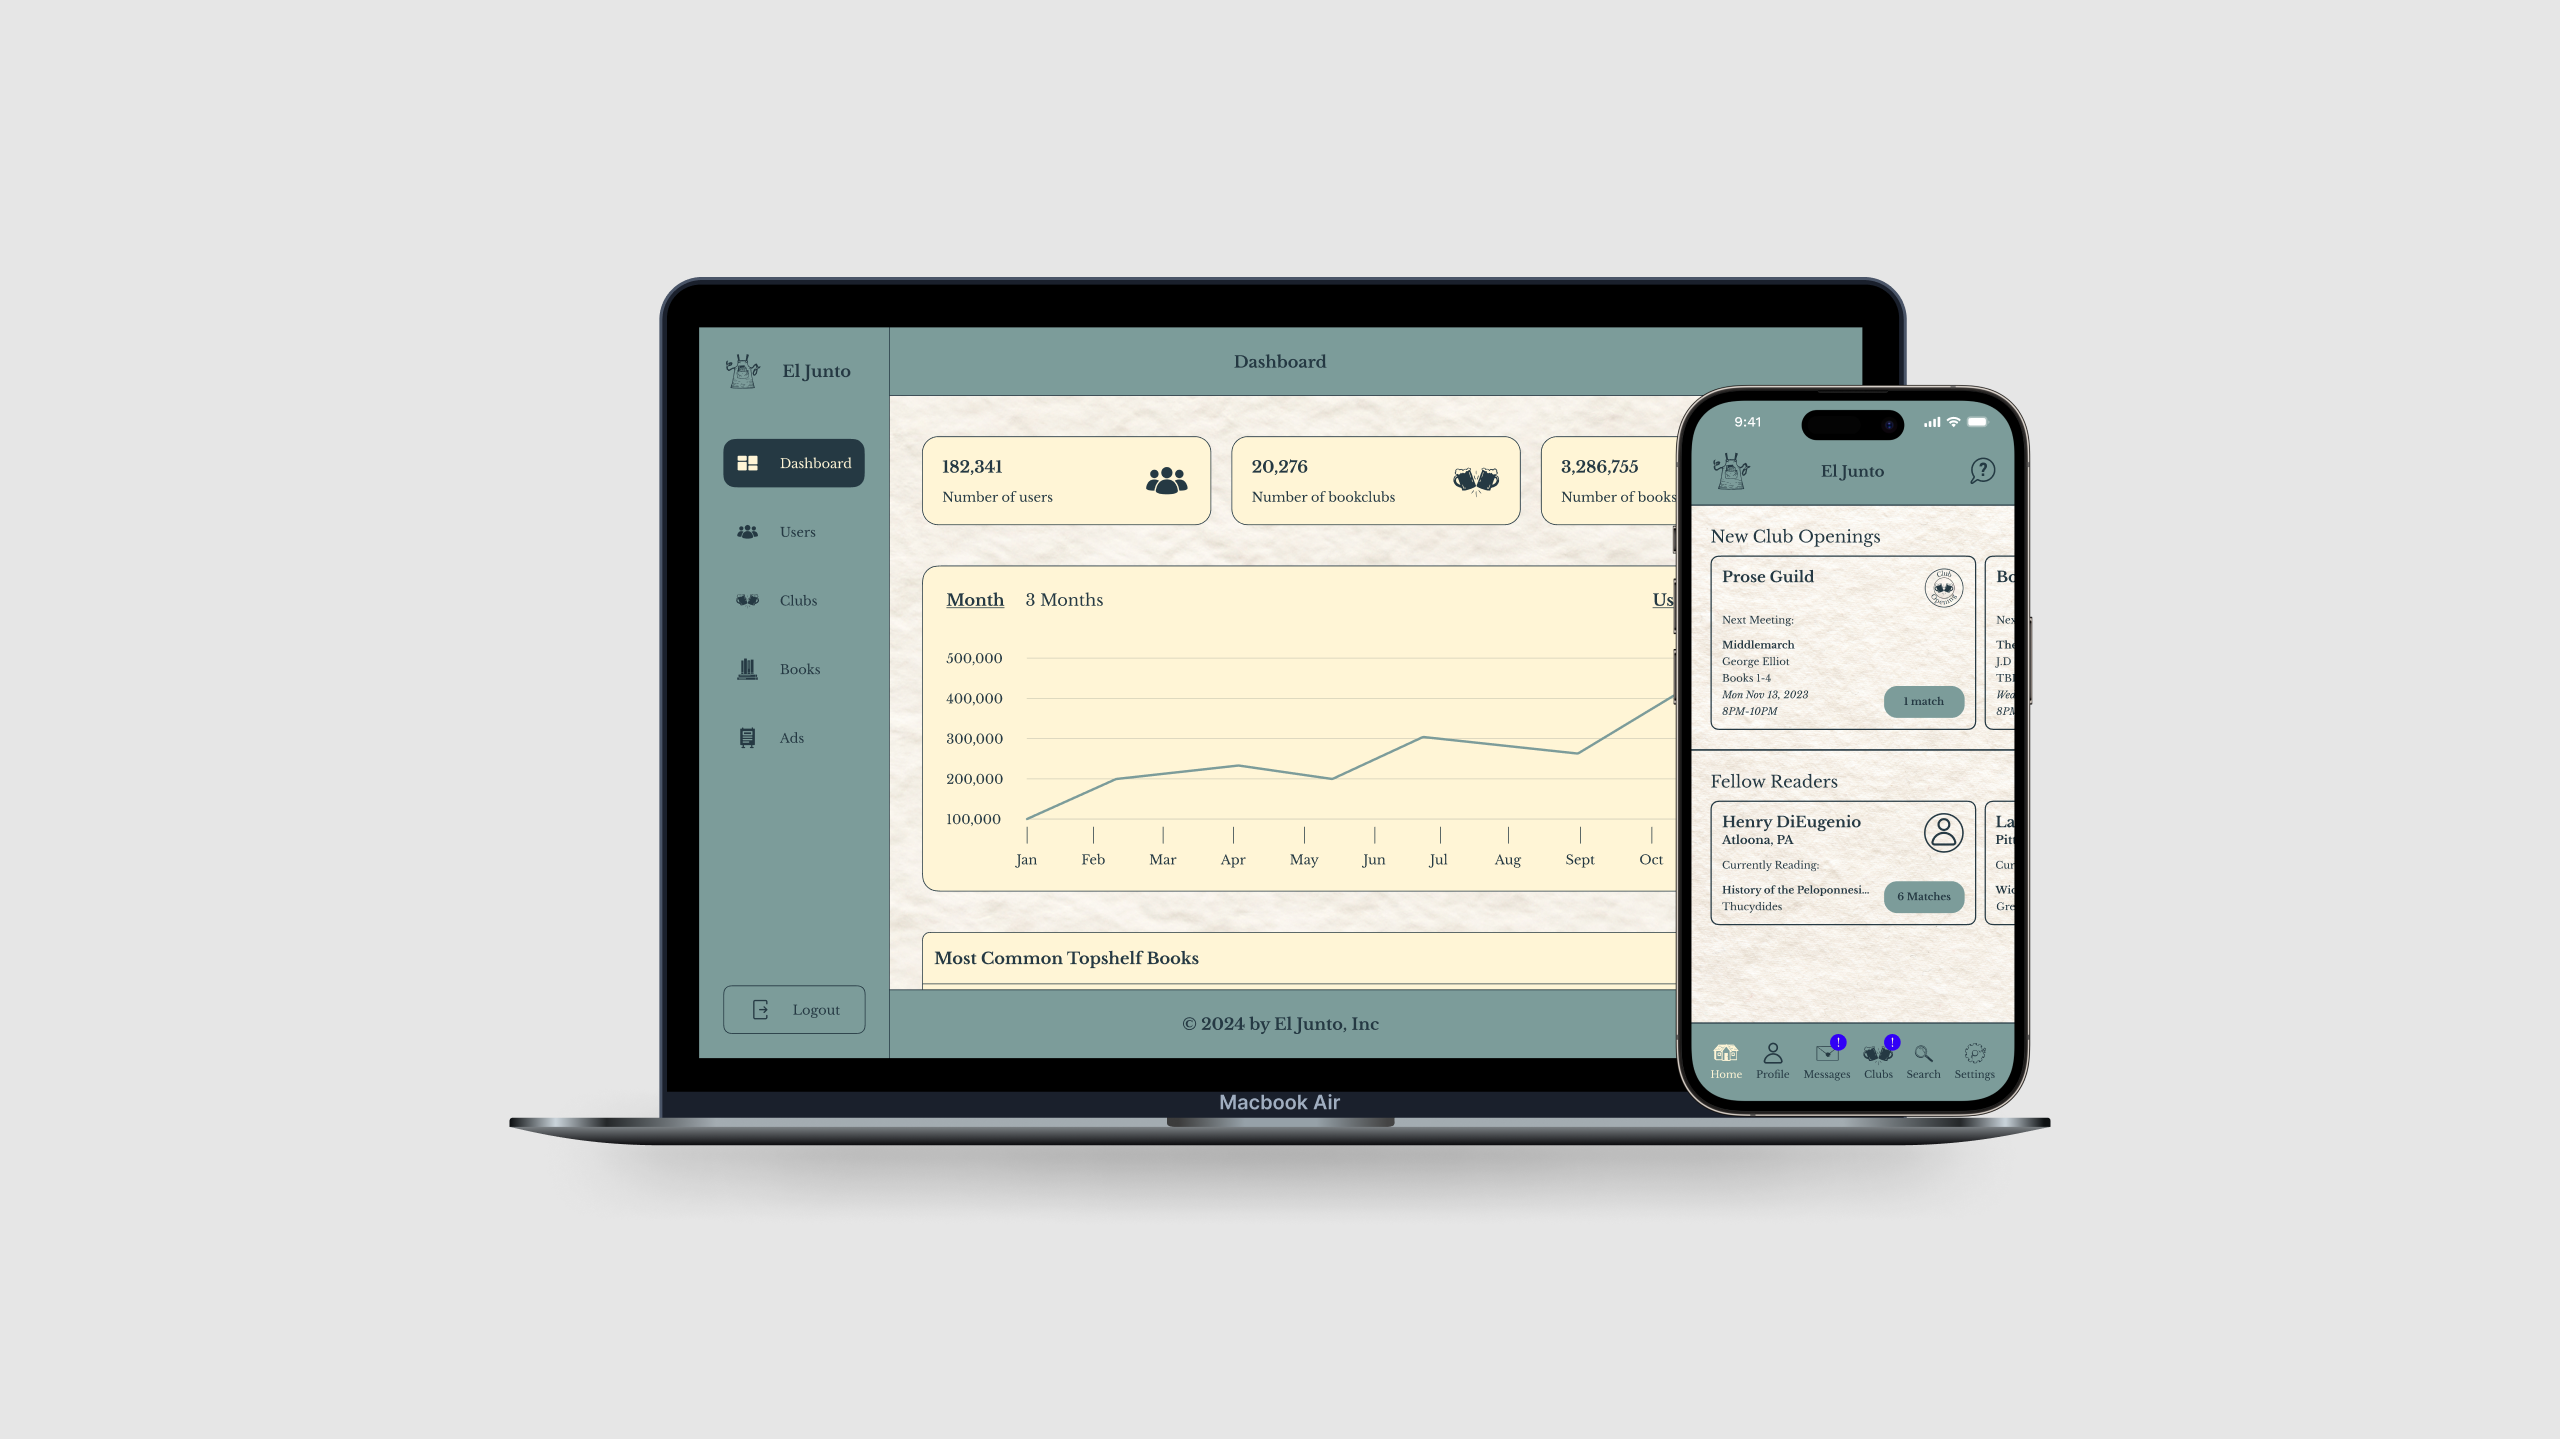 El Junto
Dashboard
Users
Clubs
Books
Ads
Logout
Dashboard
182,341
Number of users
20,276
Number of bookclubs
3,286,755
Number of books
Month 3 Months
Us
500,000
400,000
300,000
200,000
100,000
Jan Feb Mar Apr May Jun Jul Aug Sept Oct
Most Common Topshelf Books
© 2024 by El Junto, Inc
Macbook Air
9:41
El Junto
?
New Club Openings
Prose Guild
Club
Opening
Next Meeting:
Middlemarch
George Elliot
Books 1-4
Mon Nov 13, 2023
8PM-10PM
1 match
Bo
Nex
The
J.D
TB
Wed
8PM
Fellow Readers
Henry DiEugenio
Atloona, PA
Currently Reading:
History of the Peloponnesi...
Thucydides
6 Matches
La
Pit
Cur
Wic
Gre
! !
Home Profile Messages Clubs Search Settings